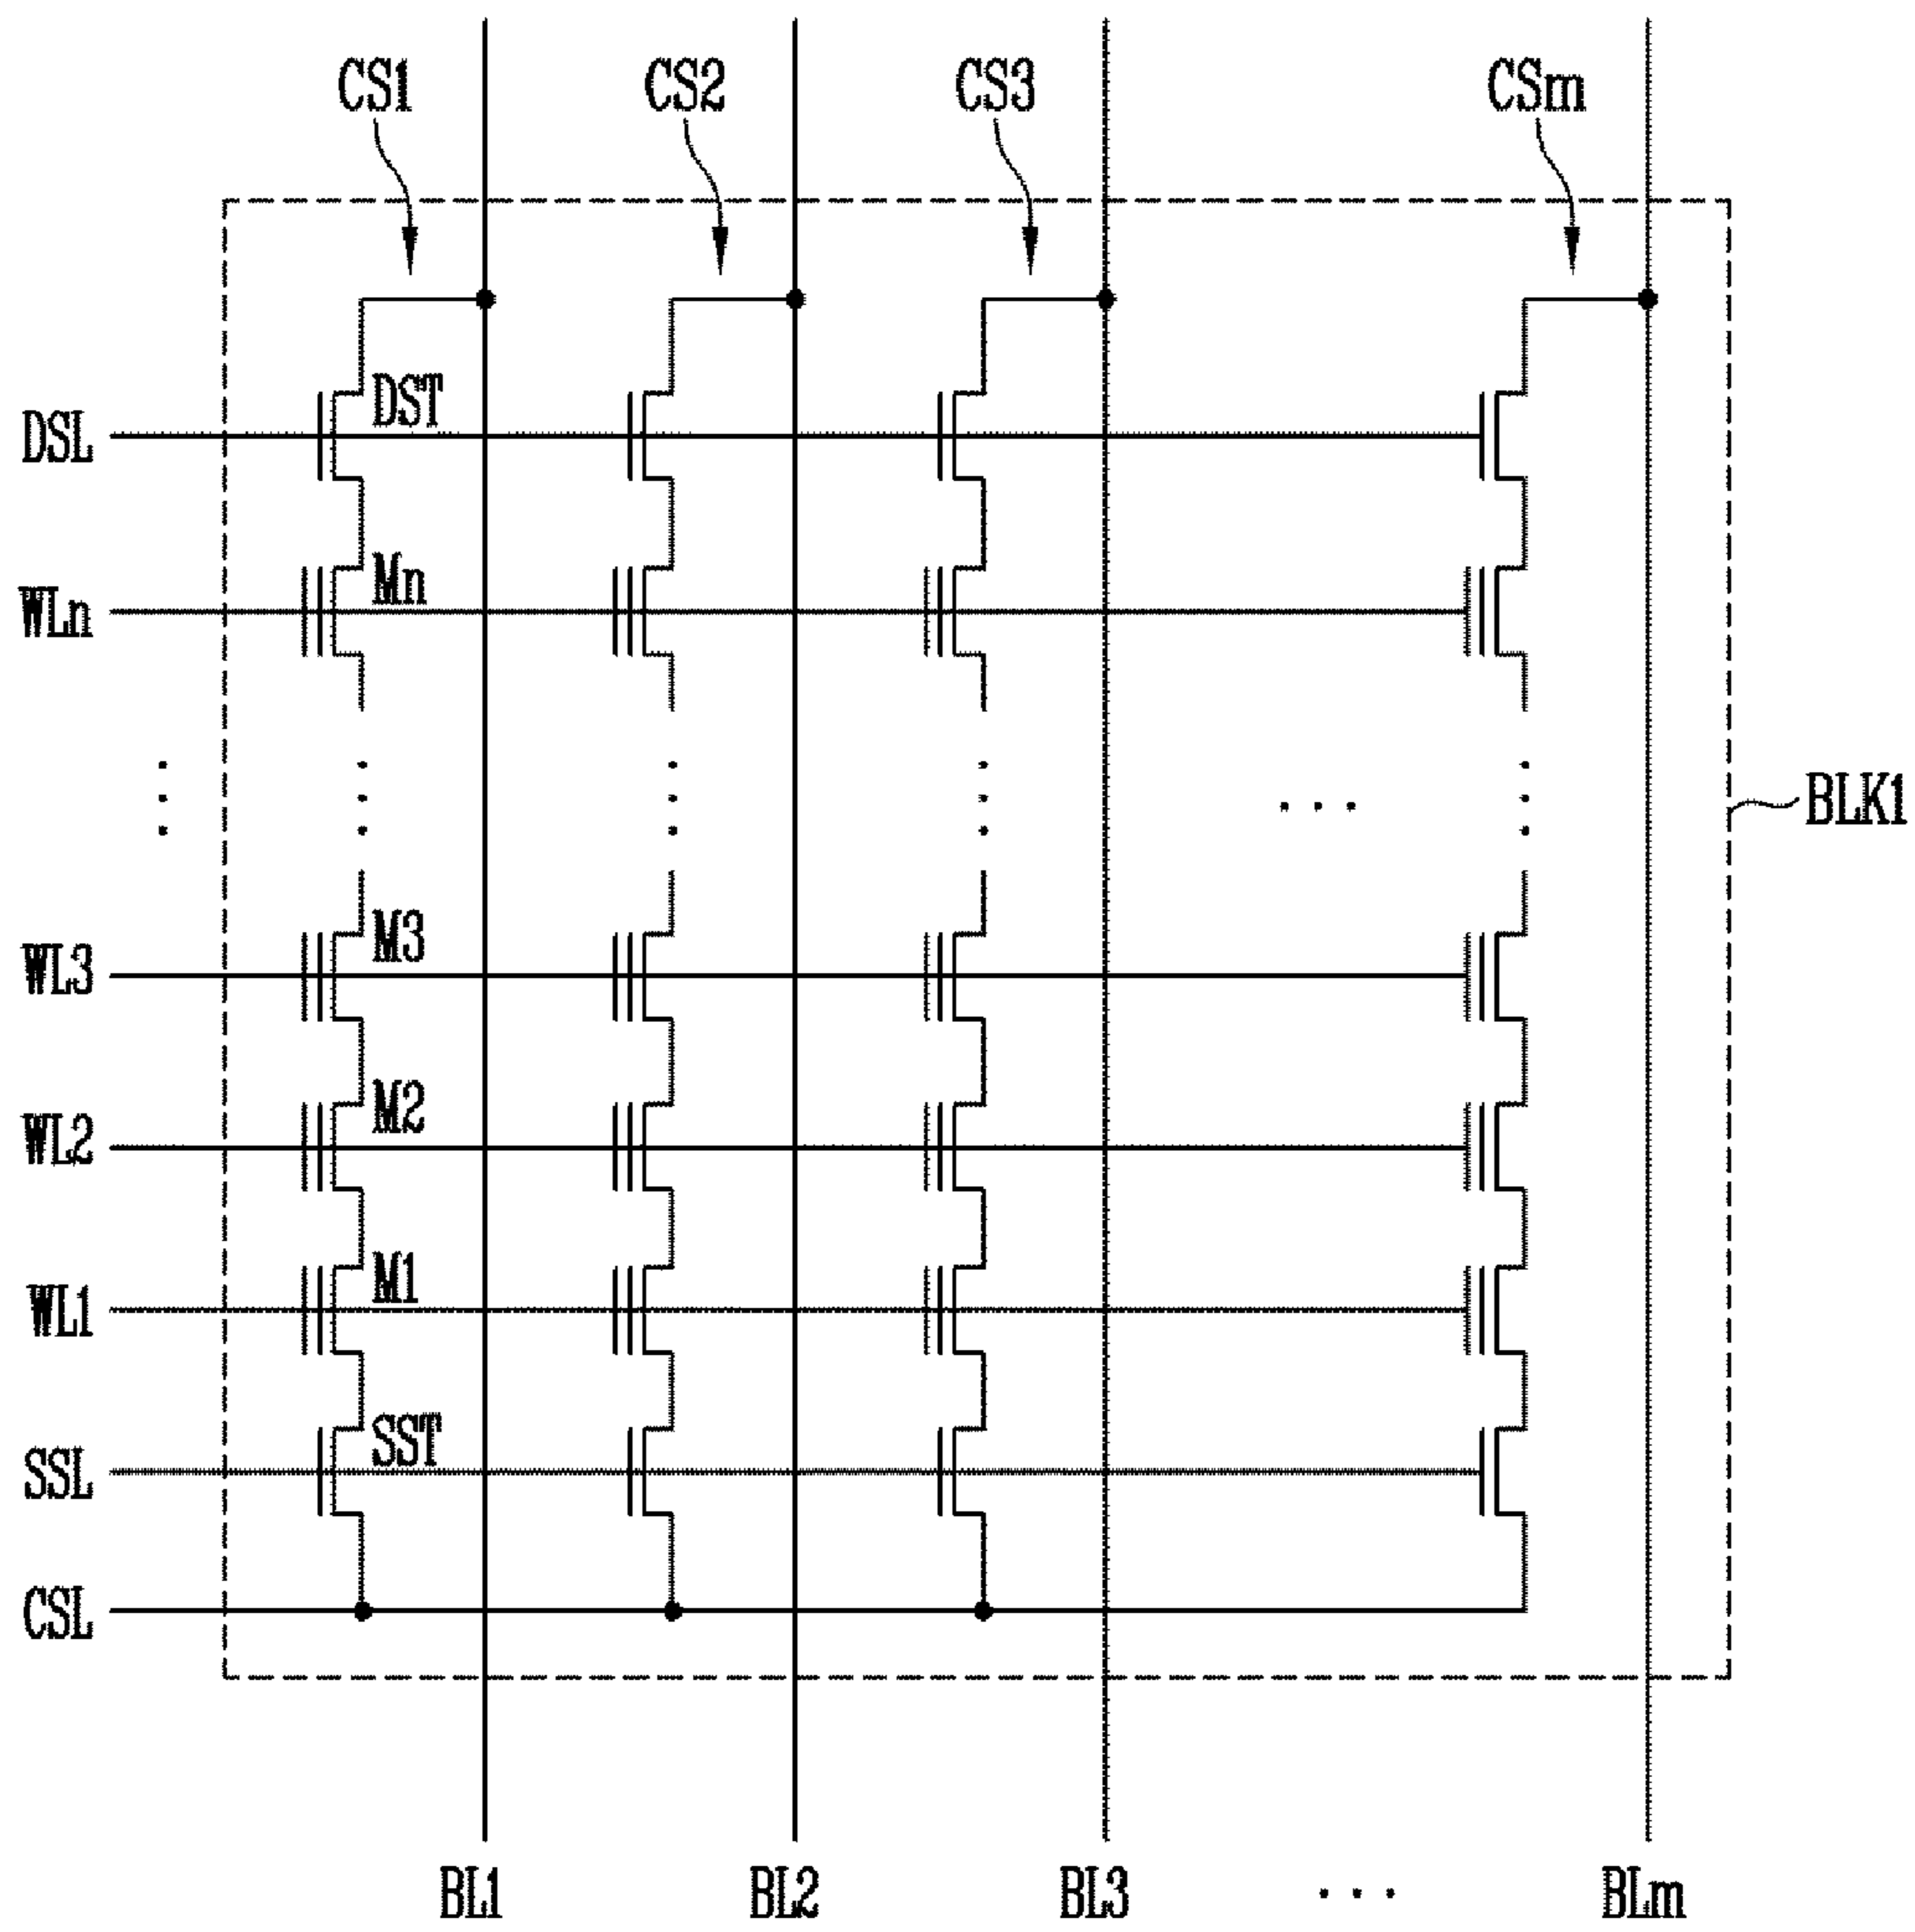 CS1 CS2 CS3 CSm
DST
DSL
Mn
WLn
BLK1
M3
WL3
M2
WL2
M1
WL1
SST
SSL
CSL
BL1 BL2 BL3 ... BLm